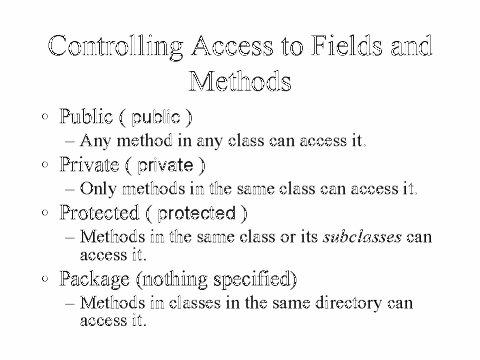 Controlling Access to Fields and
Methods
◦ Public ( public )
– Any method in any class can access it.
◦ Private ( private )
– Only methods in the same class can access it.
◦ Protected ( protected )
– Methods in the same class or its subclasses can
access it.
◦ Package (nothing specified)
– Methods in classes in the same directory can
access it.